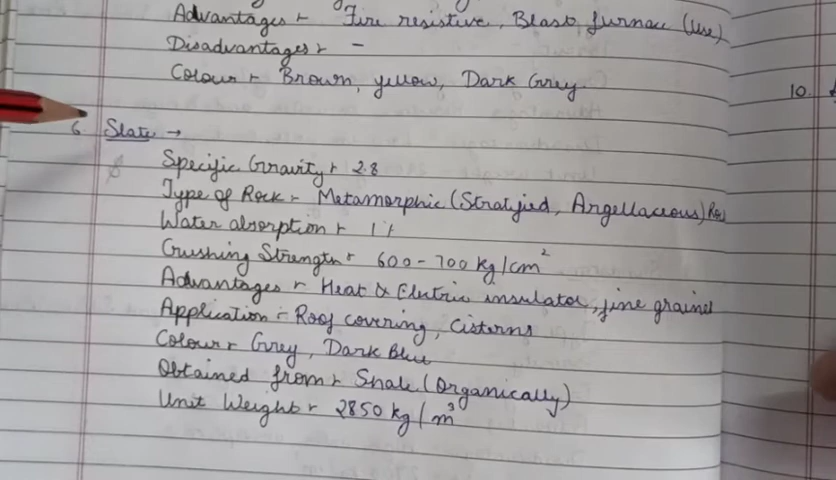 Advantages :- Fire resistive, Blast furnace (Use)
Disadvantages :- -
Colour :- Brown, yellow, Dark Grey
10
6. Slate →
Specific Gravity :- 2.8
Type of Rock :- Metamorphic (Stratified, Argellaceous)
Water absorption :- 1%
Crushing Strength :- 600-700 kg/cm²
Advantages :- Heat & Electric insulator, fine grained
Application :- Roof covering, Cisterns
Colour :- Grey, Dark Blue
Obtained from :- Shale (Organically)
Unit Weight :- 2850 kg/m³